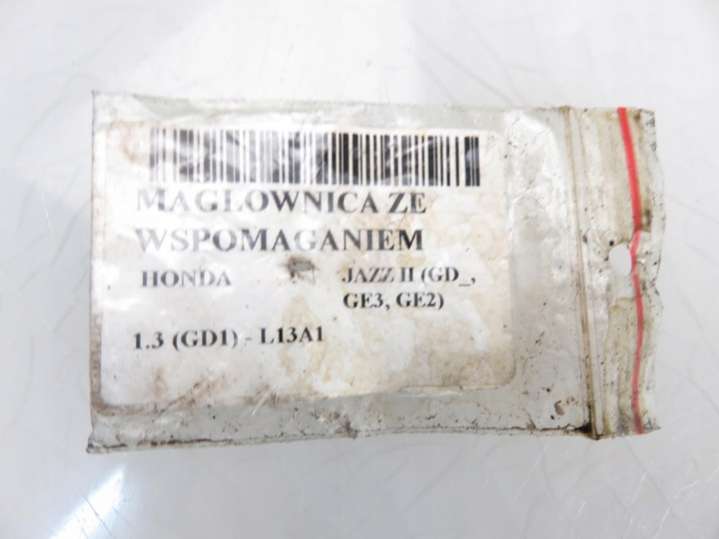 MAGLOWNICA ZE
WSPOMAGANIEM
HONDA JAZZ II (GD_,
GE3, GE2)
1.3 (GD1) - L13A1